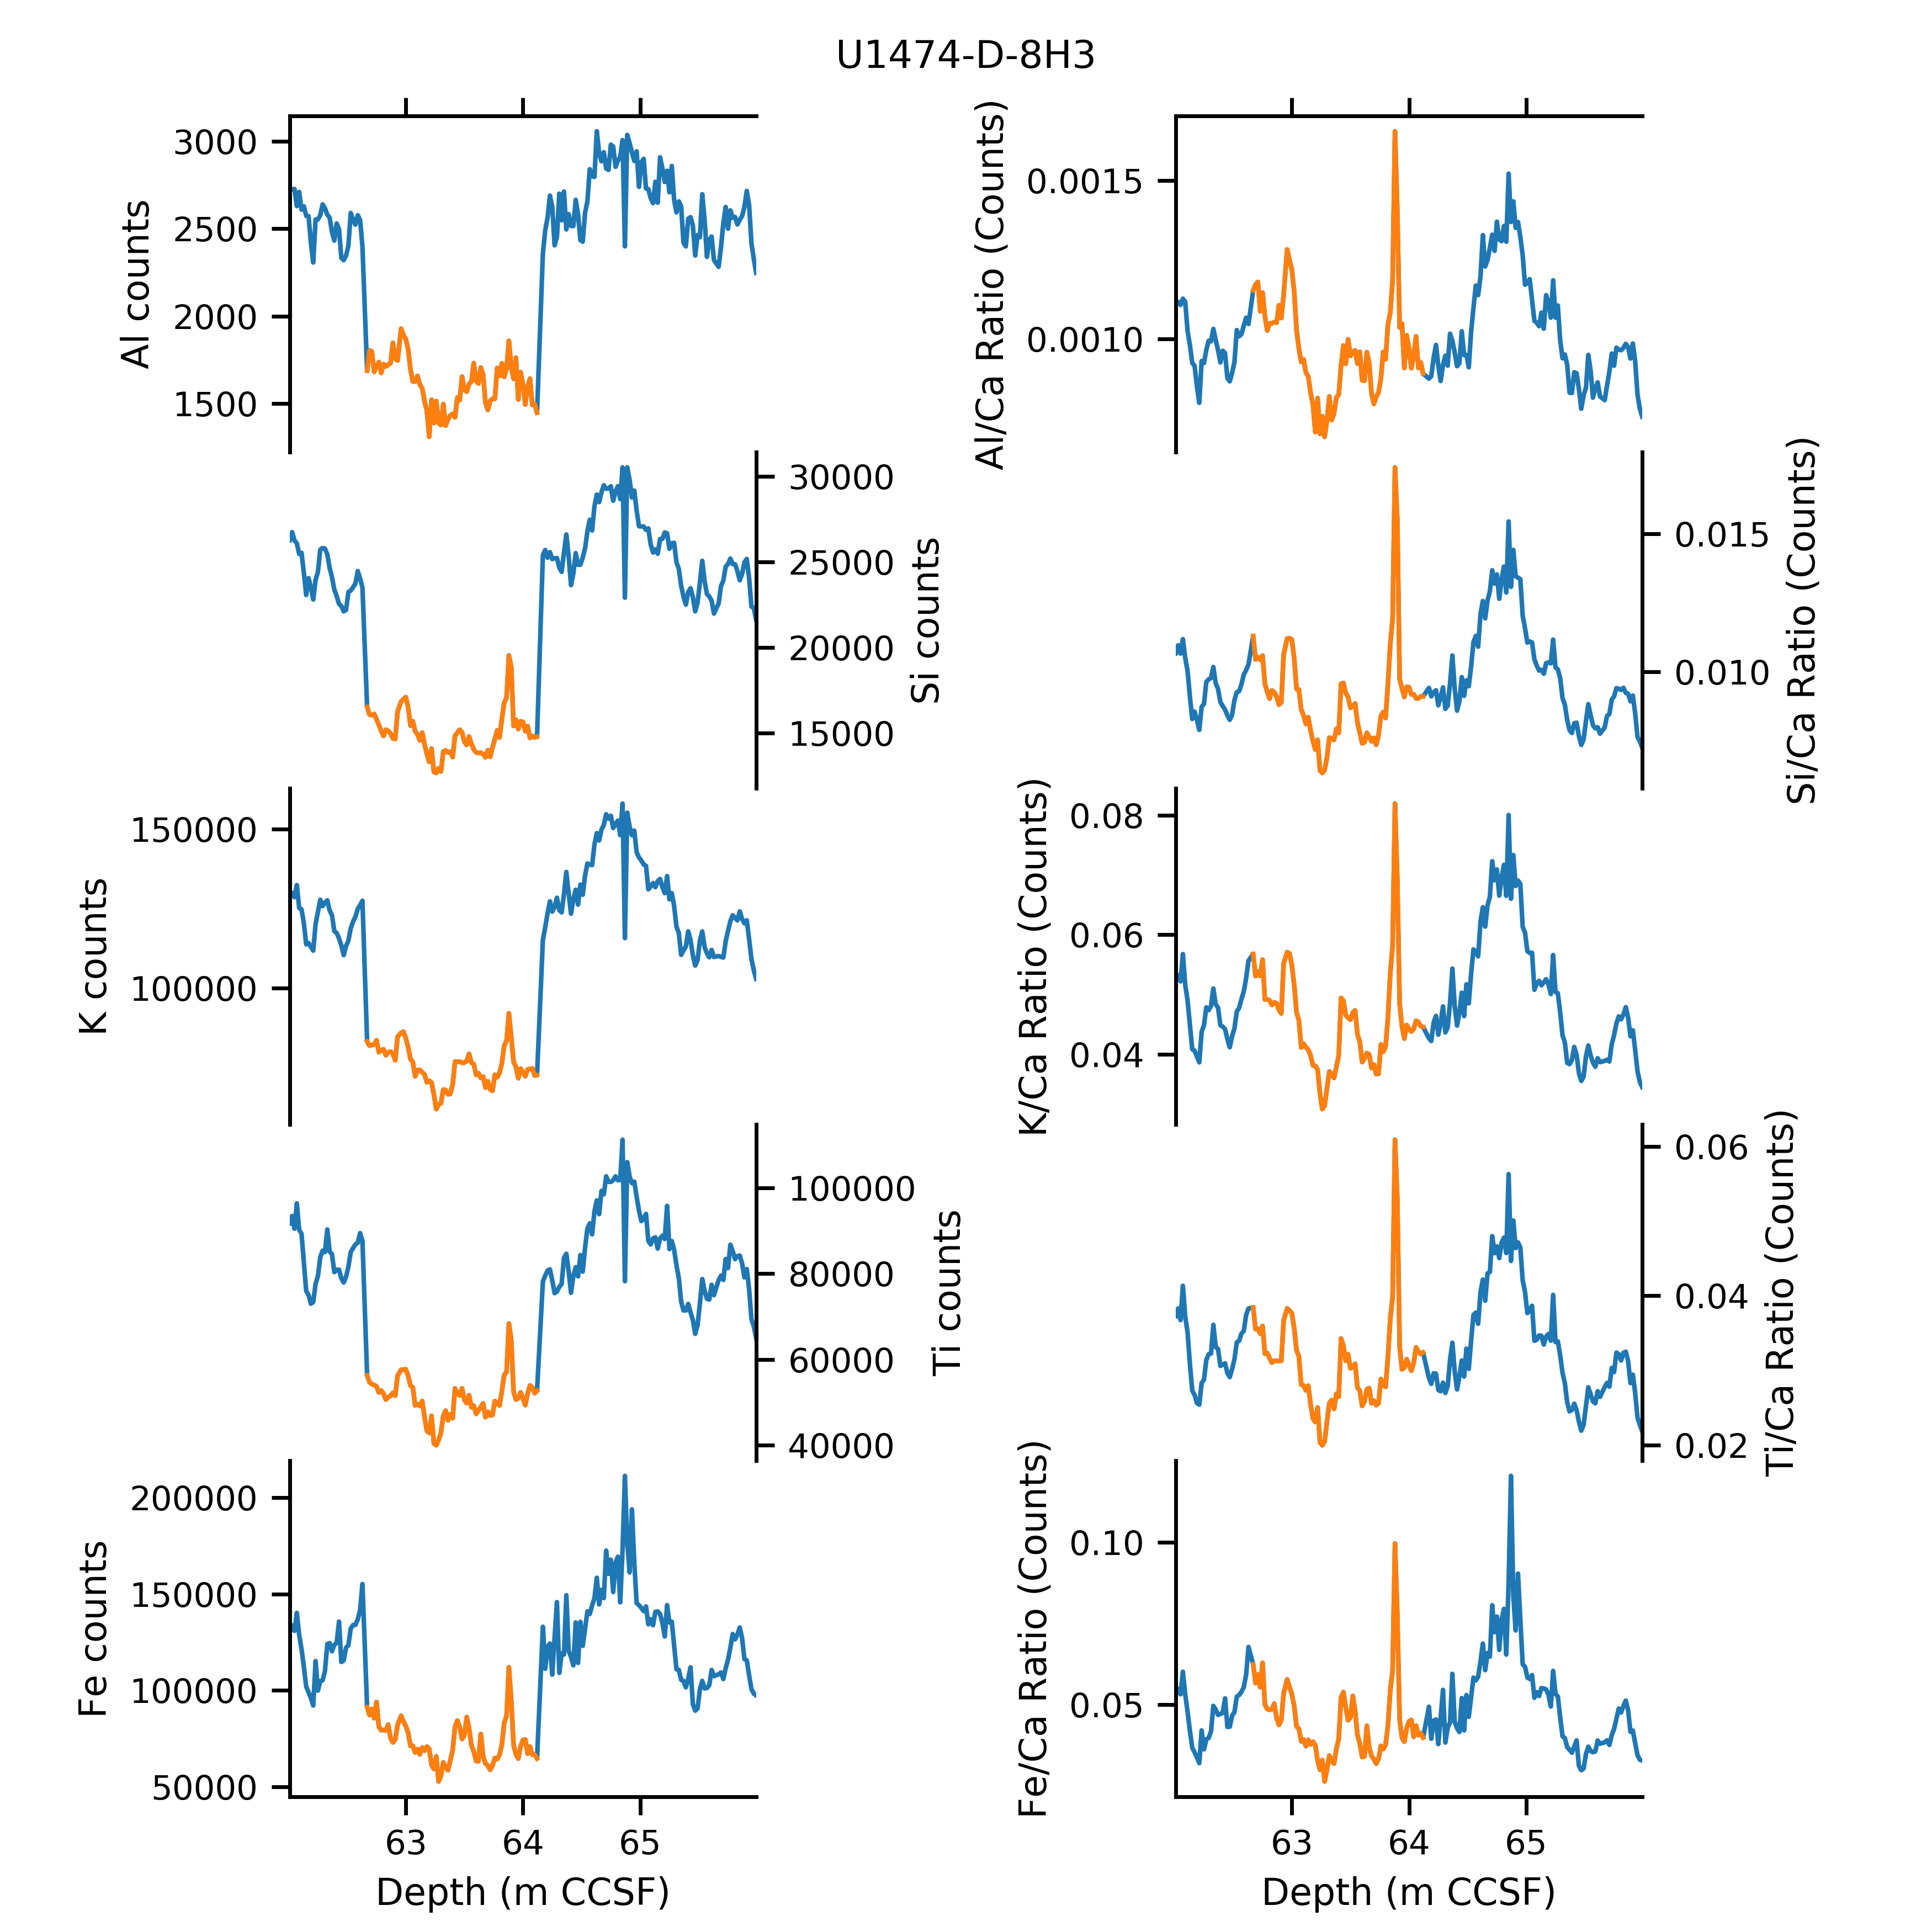 U1474-D-8H3
Al counts
3000
2500
2000
1500
Al/Ca Ratio (Counts)
0.0015
0.0010
30000
25000
20000
15000
Si counts
0.015
0.010
Si/Ca Ratio (Counts)
K counts
150000
100000
K/Ca Ratio (Counts)
0.08
0.06
0.04
100000
80000
60000
40000
Ti counts
0.06
0.04
0.02
Ti/Ca Ratio (Counts)
Fe counts
200000
150000
100000
50000
Fe/Ca Ratio (Counts)
0.10
0.05
63 64 65
Depth (m CCSF)
63 64 65
Depth (m CCSF)